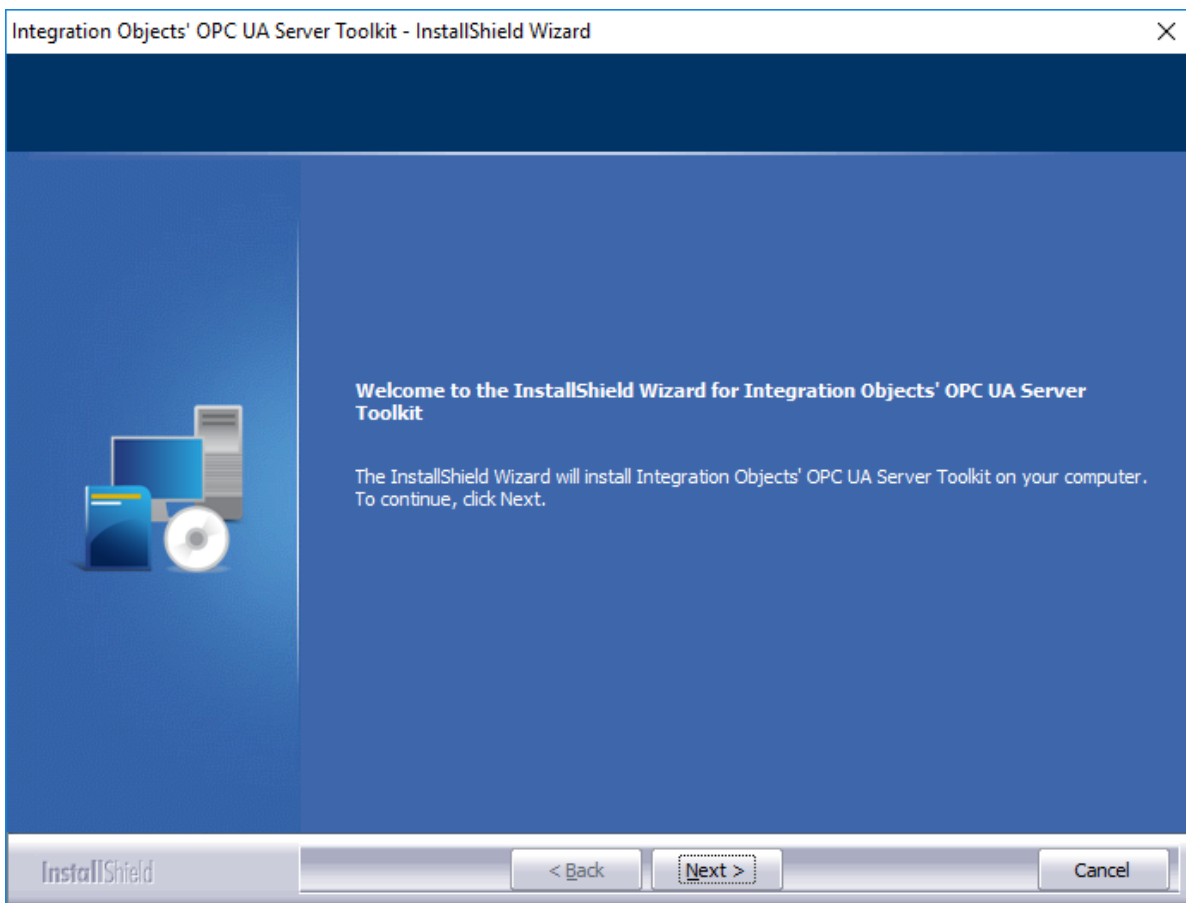 Integration Objects' OPC UA Server Toolkit - InstallShield Wizard
Welcome to the InstallShield Wizard for Integration Objects' OPC UA Server
Toolkit
The InstallShield Wizard will install Integration Objects' OPC UA Server Toolkit on your computer.
To continue, click Next.
InstallShield
< Back
Next >
Cancel